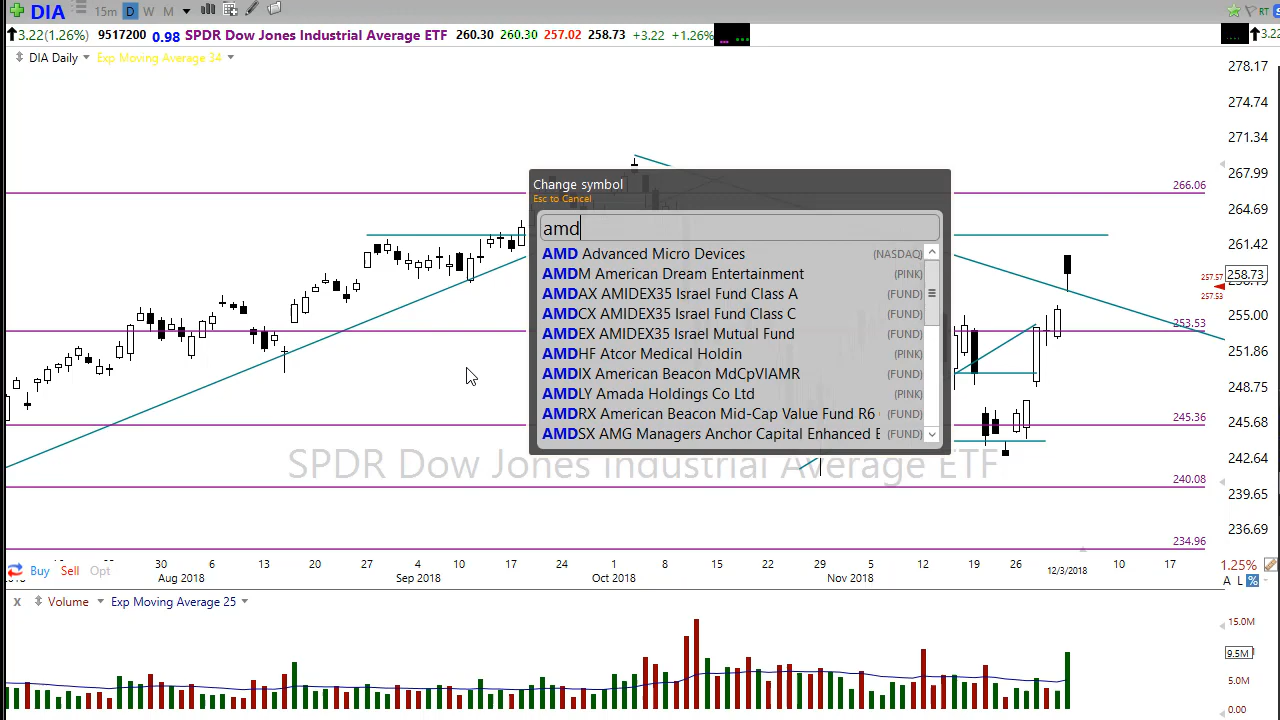 DIA 15m D W M RT
3.22(1.26%) 9517200 0.98 SPDR Dow Jones Industrial Average ETF 260.30 260.30 257.02 258.73 +3.22 +1.26% 3.22
DIA Daily Exp Moving Average 34
278.17
274.74
271.34
267.99
266.06
264.69
261.42
258.73
257.57
257.53
255.00
253.53
251.86
248.75
245.36
245.68
242.64
240.08
239.65
236.69
234.96
Change symbol
Esc to Cancel
amd
AMD Advanced Micro Devices (NASDAQ)
AMDM American Dream Entertainment (PINK)
AMDAX AMIDEX35 Israel Fund Class A (FUND)
AMDCX AMIDEX35 Israel Fund Class C (FUND)
AMDEX AMIDEX35 Israel Mutual Fund (FUND)
AMDHF Atcor Medical Holdin (PINK)
AMDIX American Beacon MdCpVlAMR (FUND)
AMDLY Amada Holdings Co Ltd (PINK)
AMDRX American Beacon Mid-Cap Value Fund R6 (FUND)
AMDSX AMG Managers Anchor Capital Enhanced E (FUND)
SPDR Dow Jones Industrial Average ETF
30 6 13 20 27 10 17 24 1 8 15 22 29 5 12 19 26 10 17
Buy Sell Opt
Aug 2018 Sep 2018 Oct 2018 Nov 2018 12/3/2018
1.25%
A L %
x Volume Exp Moving Average 25
15.0M
9.5M
5.0M
0.00